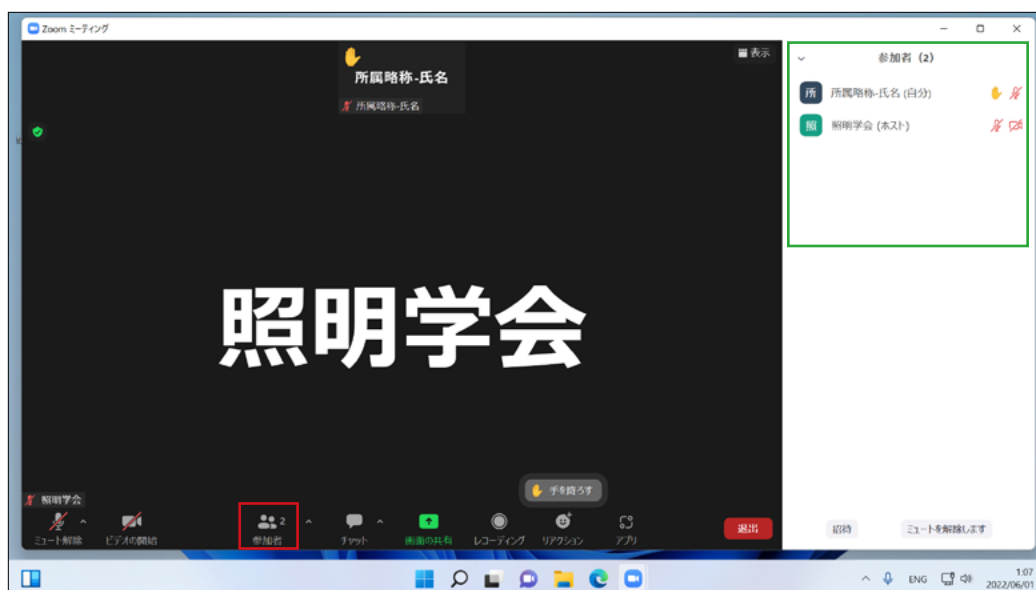 Zoom ミーティング
所属略称-氏名
所属略称-氏名
表示
参加者 (2)
所 所属略称-氏名 (自分)
照 照明学会 (ホスト)
照明学会
手を降ろす
照明学会
ミュート解除
ビデオの開始
2
参加者
チャット
画面の共有
レコーディング
リアクション
アプリ
退出
招待
ミュートを解除します
ENG
1:07
2022/06/01